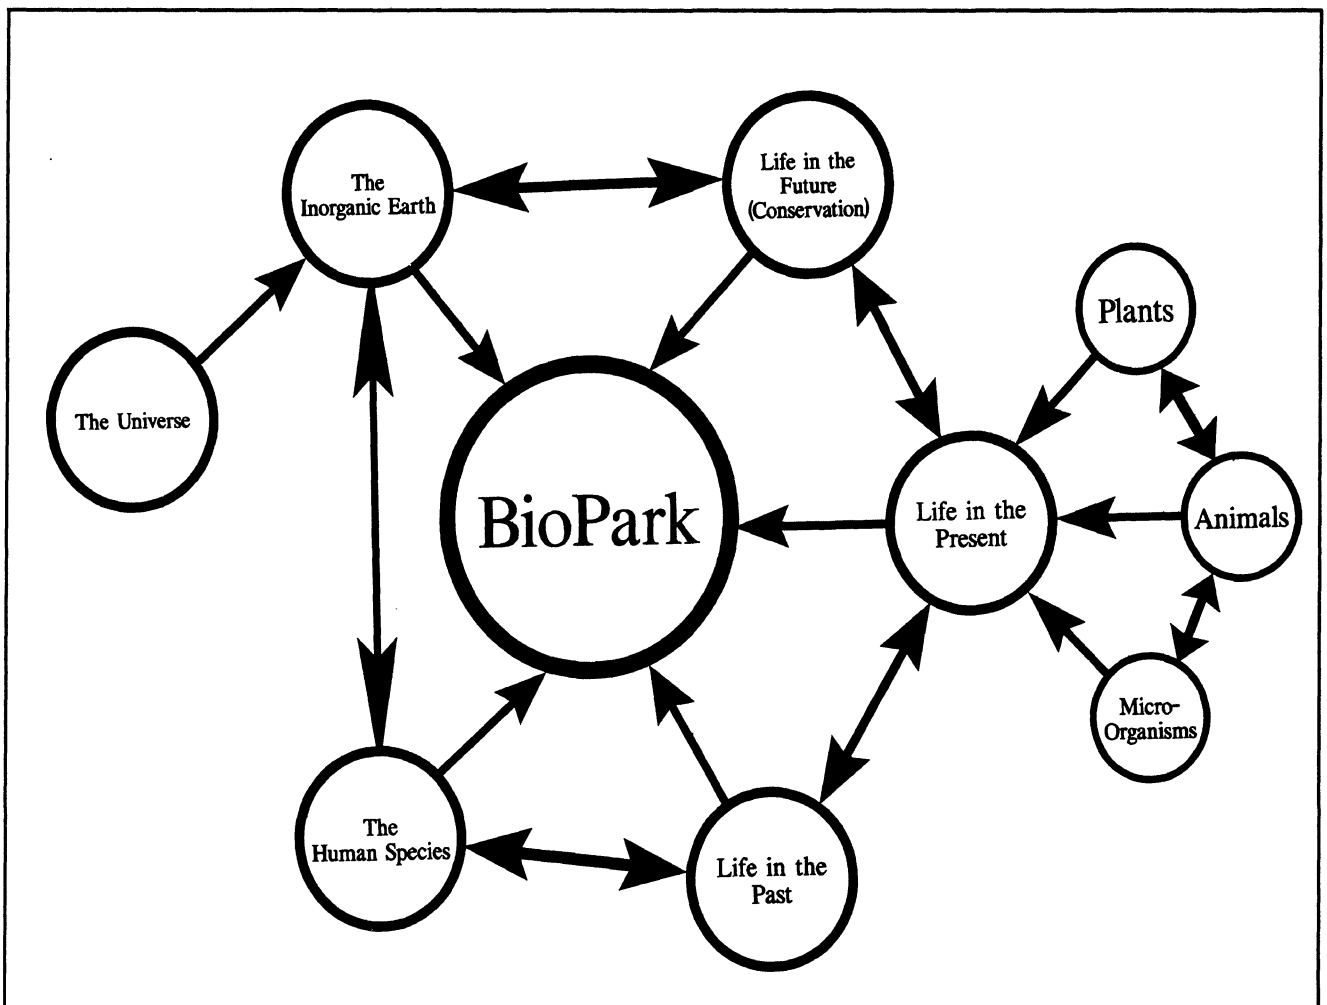 The
Inorganic Earth
Life in the
Future
(Conservation)
Plants
The Universe
BioPark
Life in the
Present
Animals
Micro-
Organisms
The
Human Species
Life in the
Past